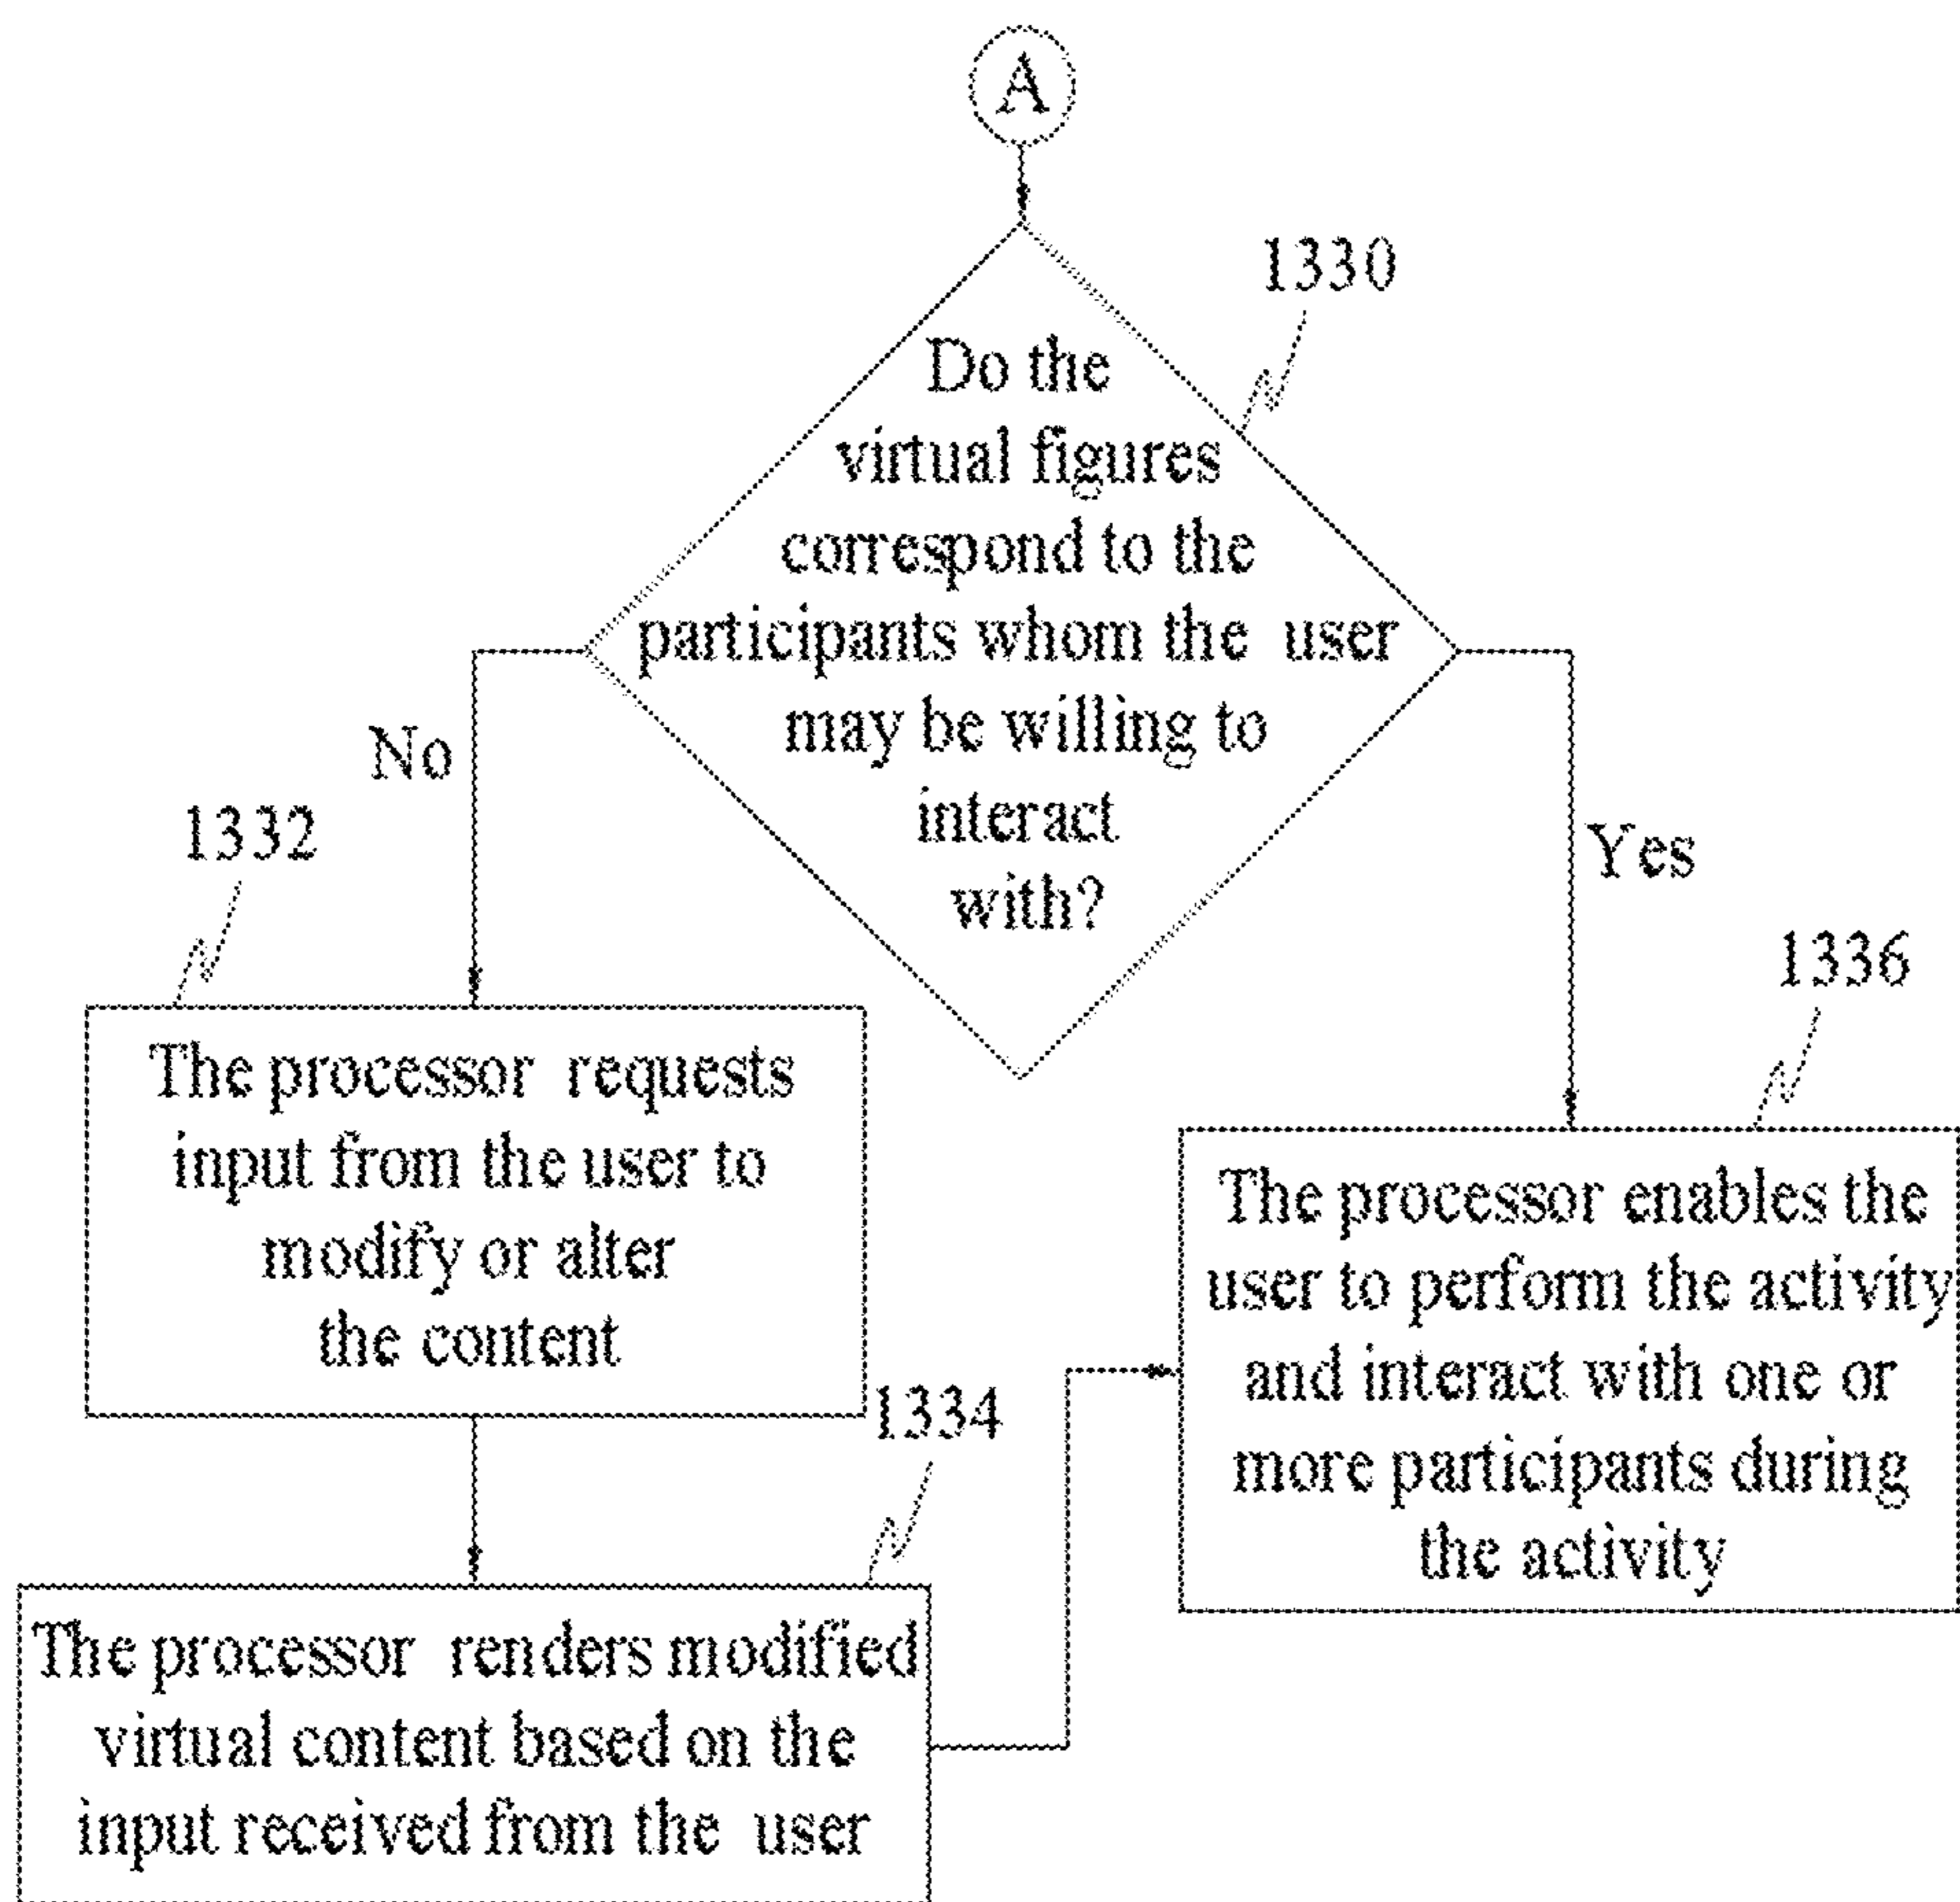 A
1330
Do the
virtual figures
correspond to the
participants whom the user
may be willing to
interact
with?
No
Yes
1332
The processor requests
input from the user to
modify or alter
the content
1334
The processor renders modified
virtual content based on the
input received from the user
1336
The processor enables the
user to perform the activity
and interact with one or
more participants during
the activity